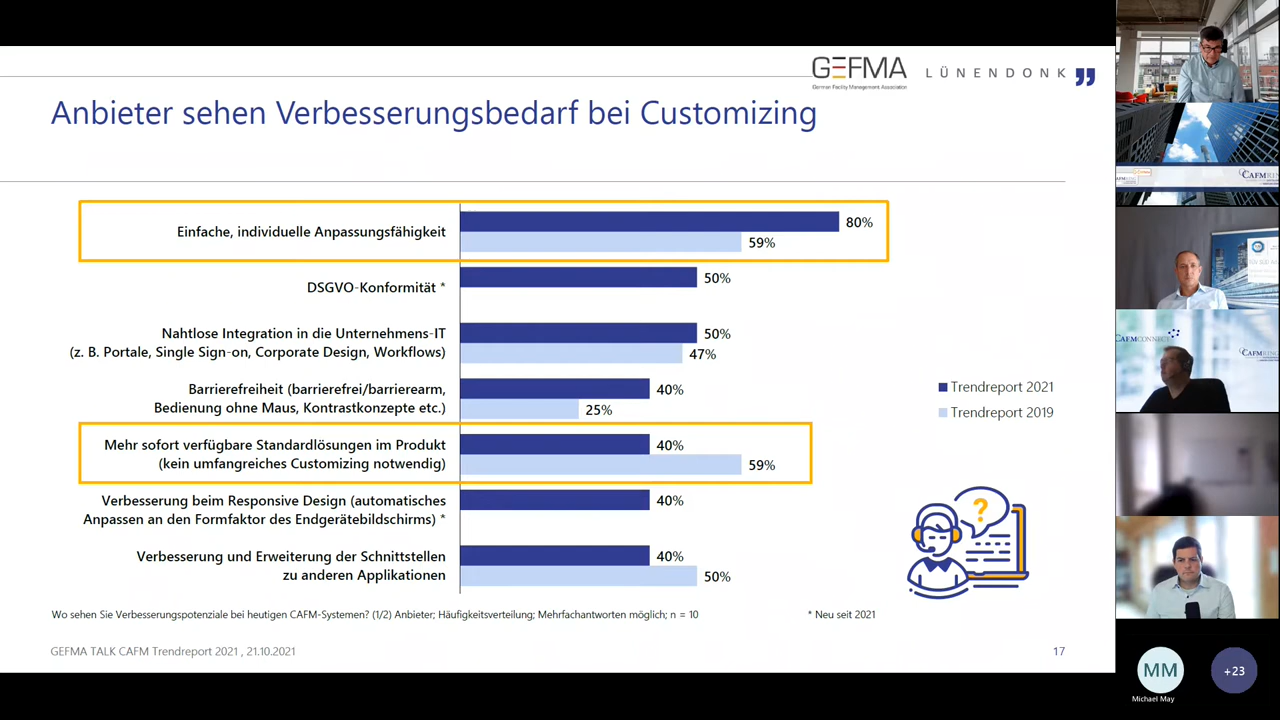 GEFMA
German Facility Management Association
LÜNENDONK
Anbieter sehen Verbesserungsbedarf bei Customizing
Einfache, individuelle Anpassungsfähigkeit
80%
59%
DSGVO-Konformität *
50%
Nahtlose Integration in die Unternehmens-IT
(z. B. Portale, Single Sign-on, Corporate Design, Workflows)
50%
47%
Barrierefreiheit (barrierefrei/barrierearm,
Bedienung ohne Maus, Kontrastkonzepte etc.)
40%
25%
Mehr sofort verfügbare Standardlösungen im Produkt
(kein umfangreiches Customizing notwendig)
40%
59%
Verbesserung beim Responsive Design (automatisches
Anpassen an den Formfaktor des Endgerätebildschirms) *
40%
Verbesserung und Erweiterung der Schnittstellen
zu anderen Applikationen
40%
50%
Trendreport 2021
Trendreport 2019
?
Wo sehen Sie Verbesserungspotenziale bei heutigen CAFM-Systemen? (1/2) Anbieter; Häufigkeitsverteilung; Mehrfachantworten möglich; n = 10
* Neu seit 2021
GEFMA TALK CAFM Trendreport 2021 , 21.10.2021
17
CAFMCONNECT
MM
Michael May
+23